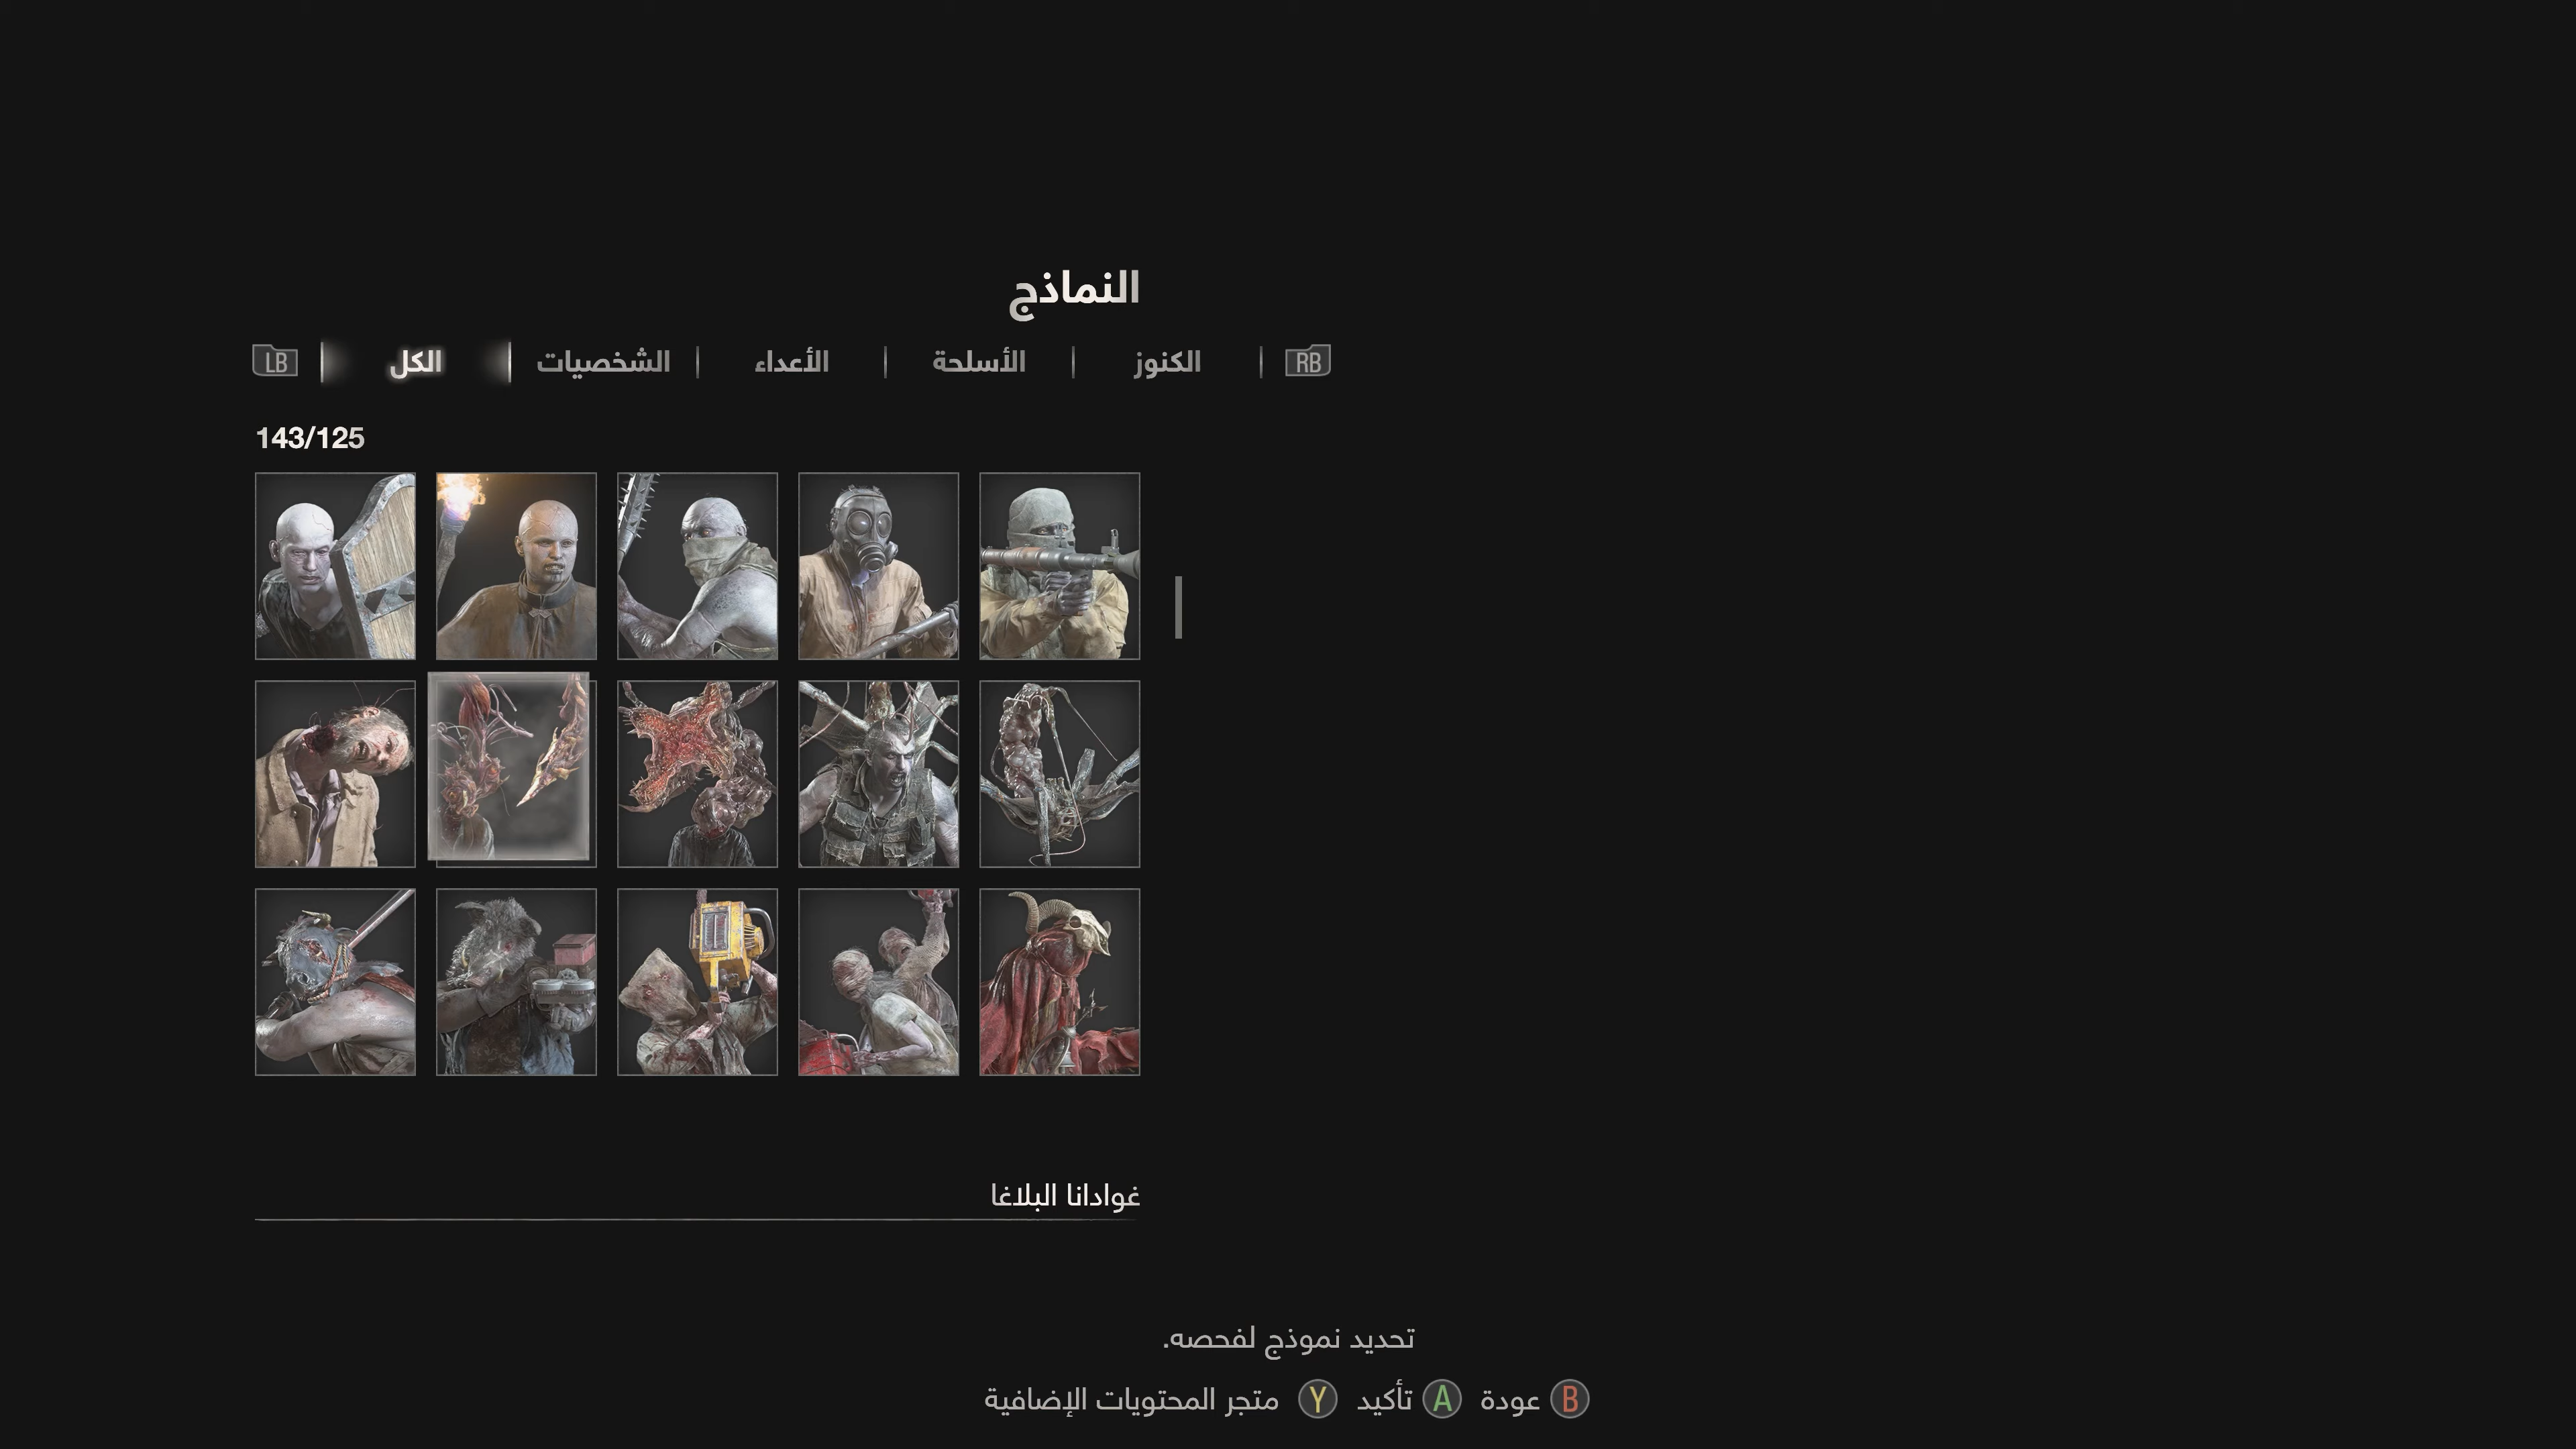 النماذج
LB الكل الشخصيات الأعداء الأسلحة الكنوز RB
143/125
غوادانا البلاغا
تحديد نموذج لفحصه.
B عودة A تأكيد Y متجر المحتويات الإضافية